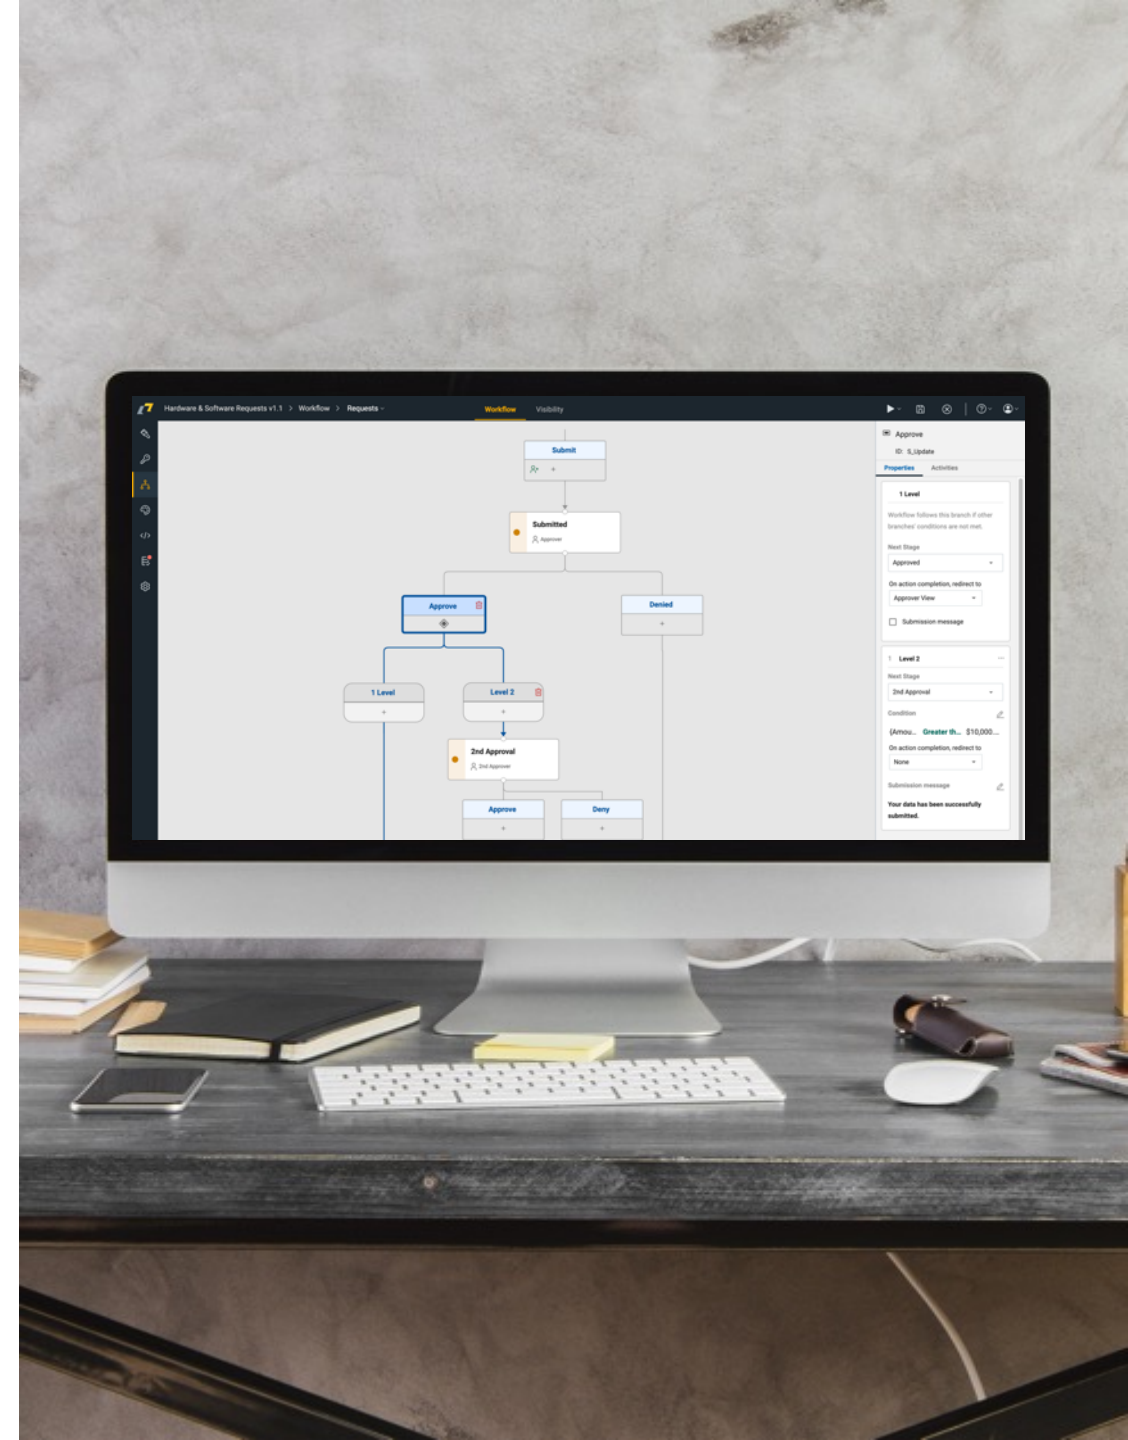 Hardware & Software Requests v1.1 > Workflow > Requests
Workflow
Visibility
Submit
Submitted
Approver
Approve
Denied
1 Level
Level 2
2nd Approval
2nd Approver
Approve
Deny
Approve
ID: S_Update
Properties
Activities
1 Level
Workflow follows this branch if other
branches' conditions are not met.
Next Stage
Approved
On action completion, redirect to
Approver View
Submission message
1 Level 2
Next Stage
2nd Approval
Condition
(Amou... Greater th... $10,000...
On action completion, redirect to
None
Submission message
Your data has been successfully
submitted.